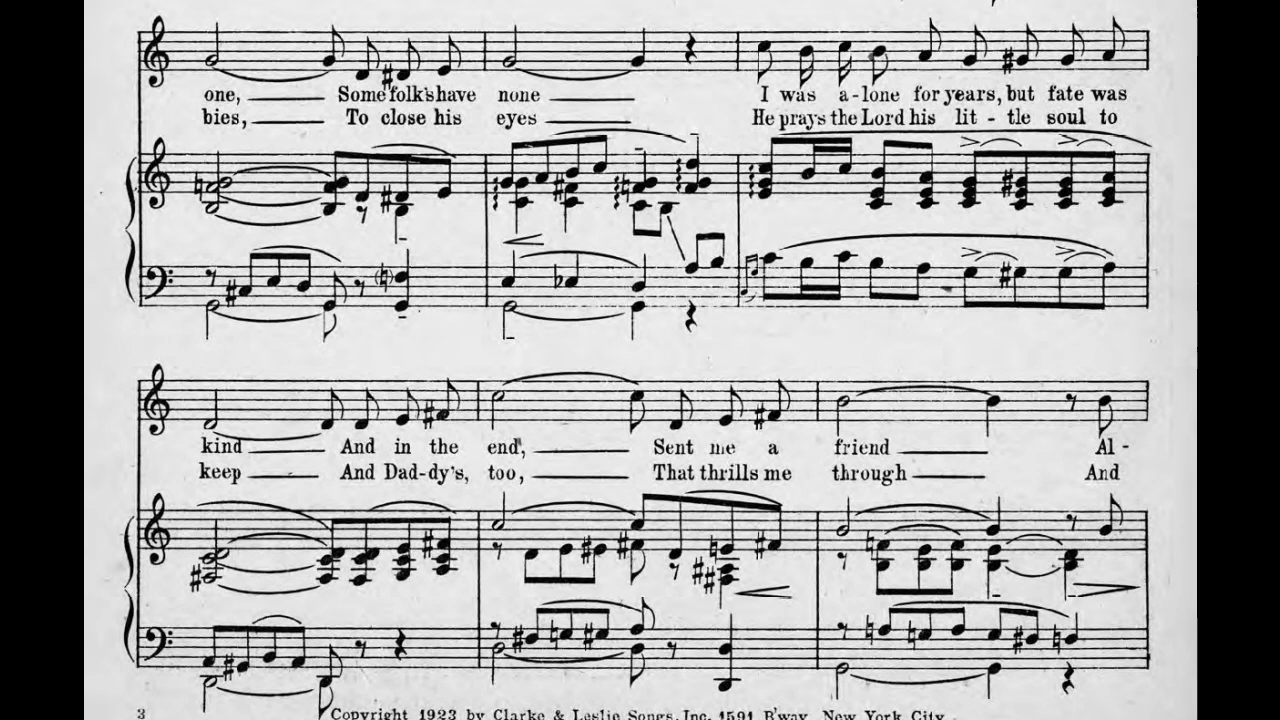 one, Some folk's have none I was a-lone for years, but fate was
bies, To close his eyes He prays the Lord his lit-tle soul to
kind And in the end, Sent me a friend Al-
keep And Dad-dy's, too, That thrills me through And
3 Copyright 1923 by Clarke & Leslie Songs, Inc. 1591 B'way. New York City